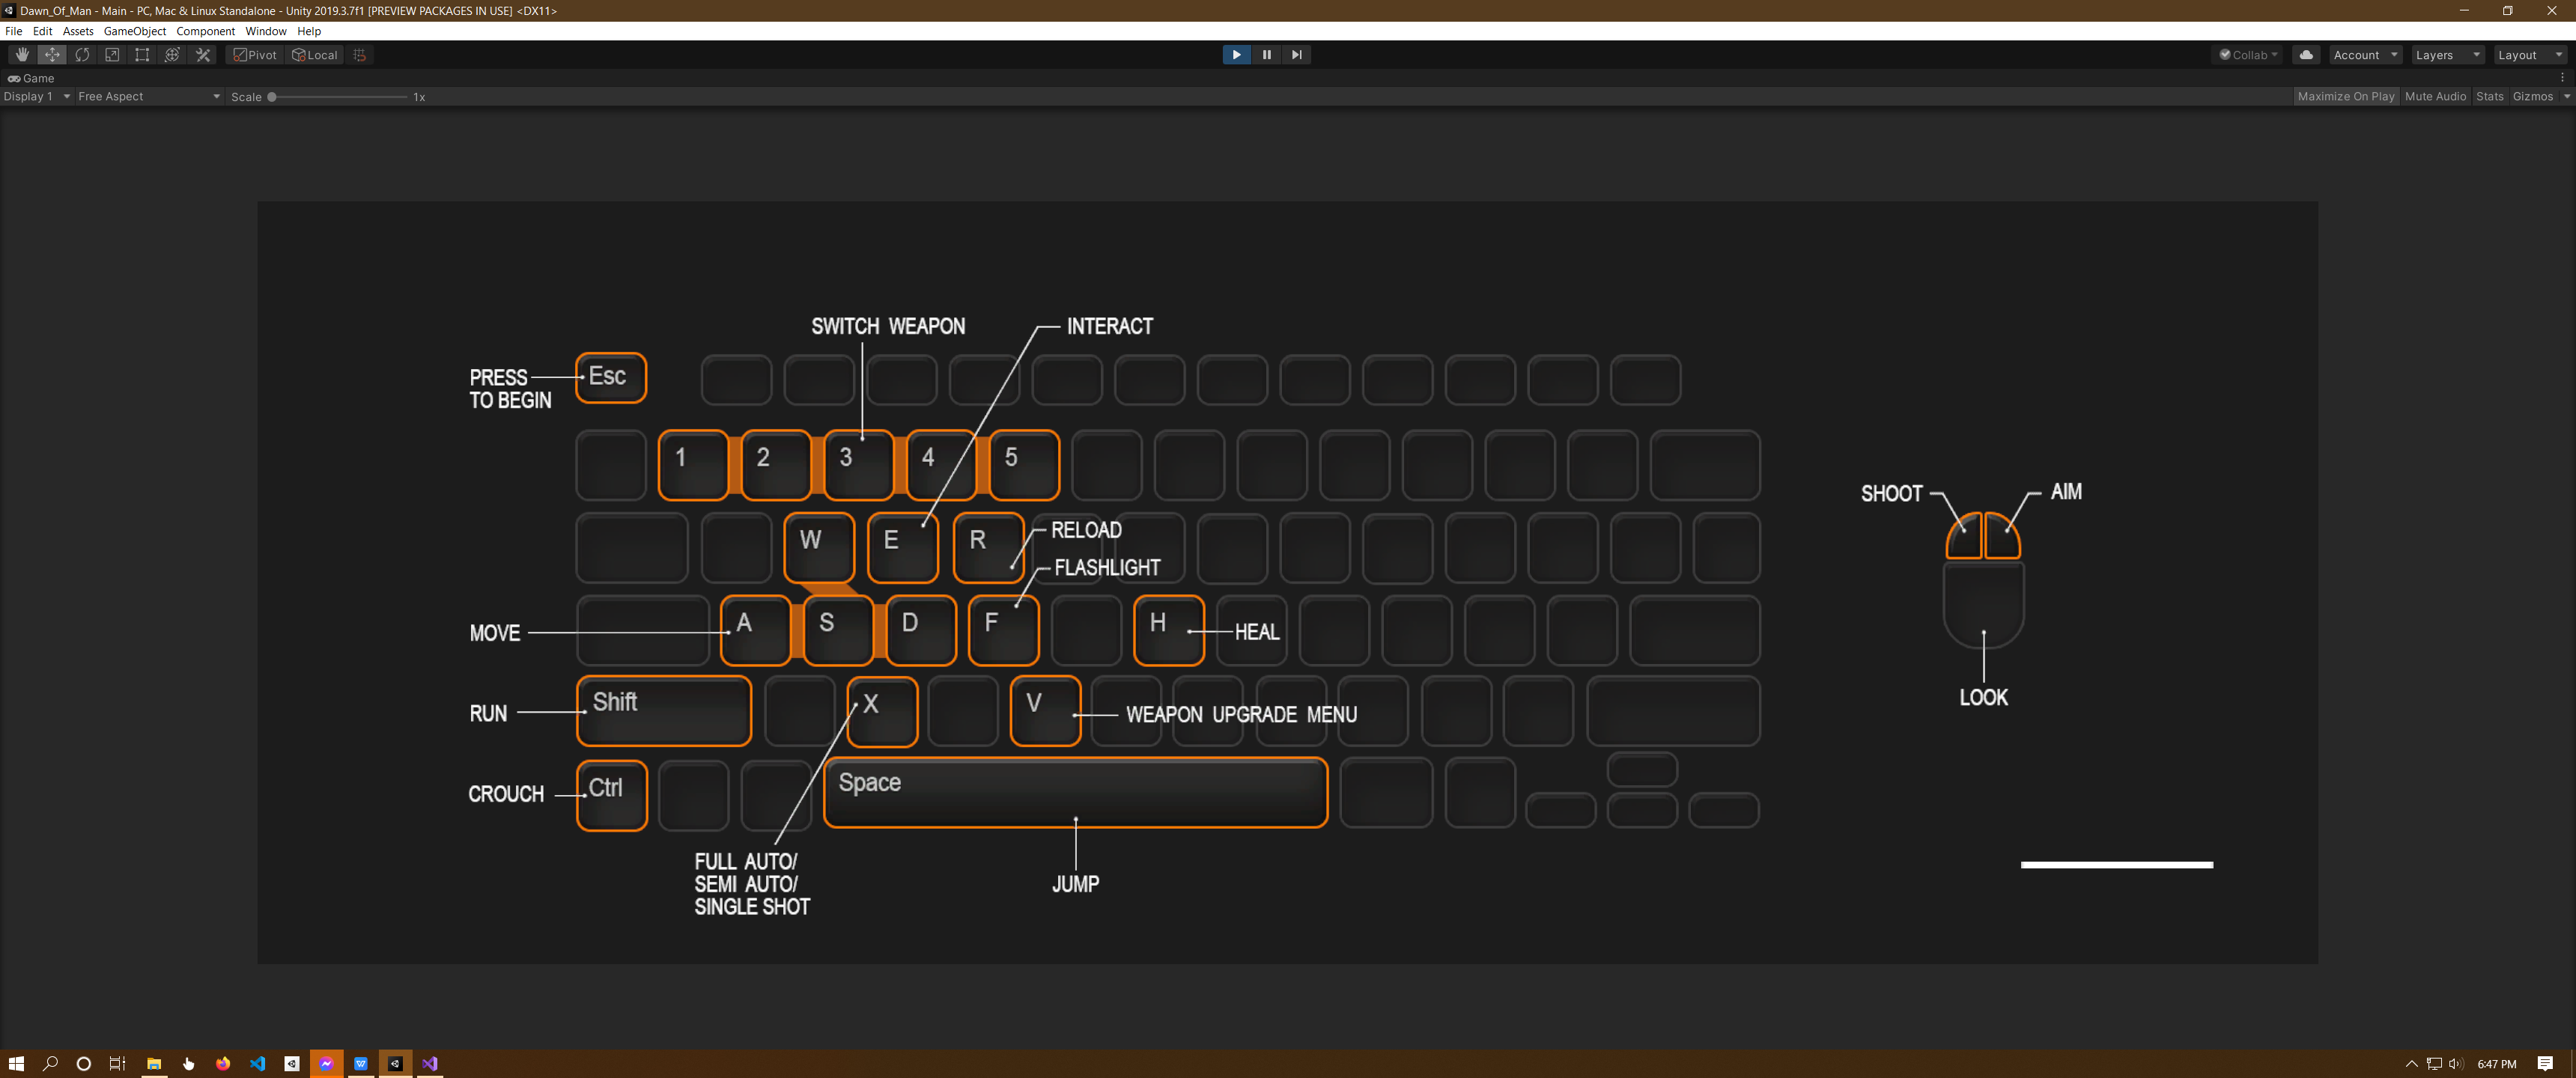 Dawn_Of_Man - Main - PC, Mac & Linux Standalone - Unity 2019.3.7f1 [PREVIEW PACKAGES IN USE] <DX11>
File Edit Assets GameObject Component Window Help
Pivot Local Collab Account Layers Layout
Game
Display 1 Free Aspect Scale 1x Maximize On Play Mute Audio Stats Gizmos
SWITCH WEAPON INTERACT
PRESS
TO BEGIN
Esc
1 2 3 4 5
SHOOT AIM
W E R RELOAD
FLASHLIGHT
MOVE A S D F H HEAL
RUN Shift X V WEAPON UPGRADE MENU
LOOK
CROUCH Ctrl Space
FULL AUTO/
SEMI AUTO/
SINGLE SHOT
JUMP
6:47 PM